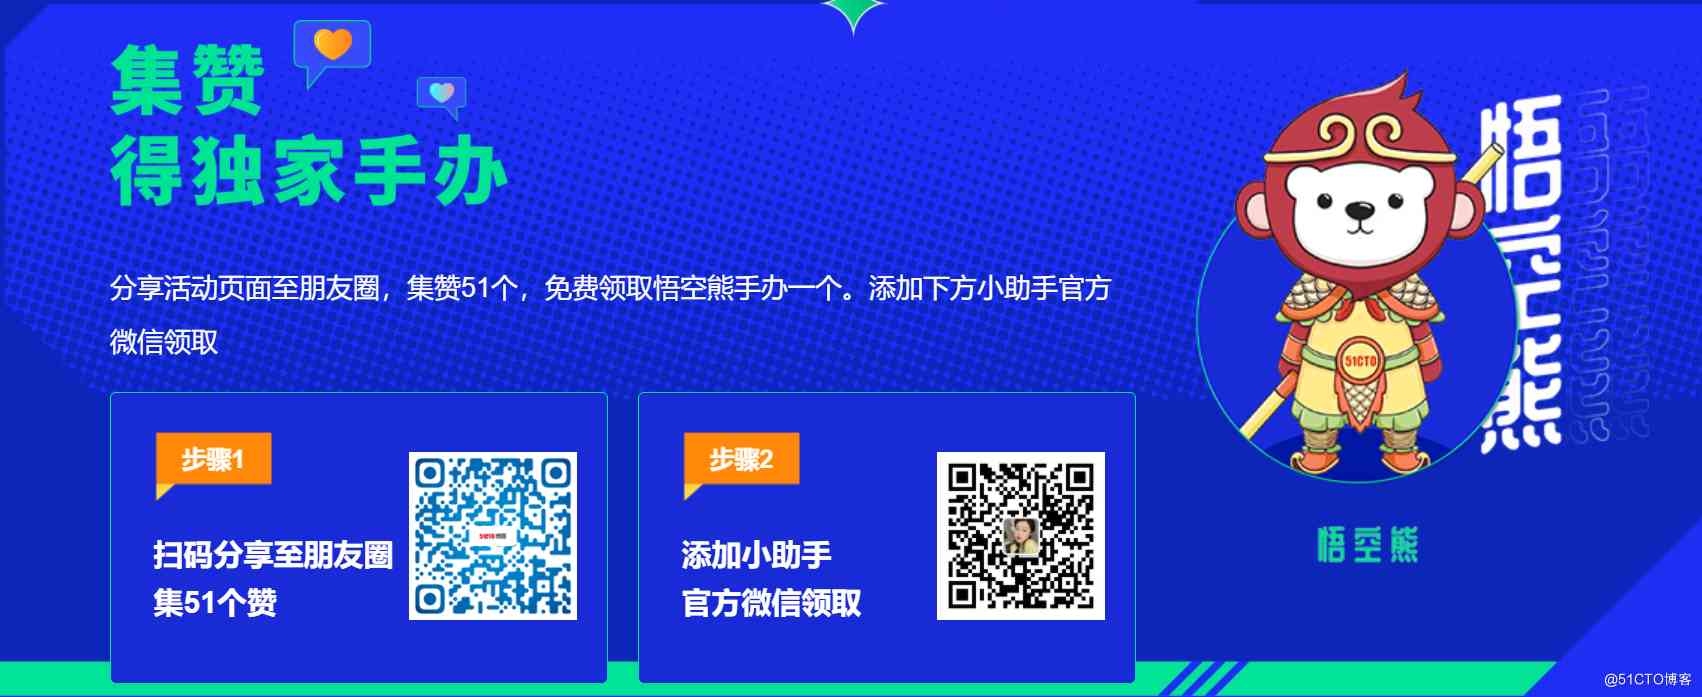 集赞
得独家手办
分享活动页面至朋友圈，集赞51个，免费领取悟空熊手办一个。添加下方小助手官方
微信领取
步骤1
扫码分享至朋友圈
集51个赞
51CTO 博客
步骤2
添加小助手
官方微信领取
51CTO
悟空熊
悟空熊
@51CTO博客